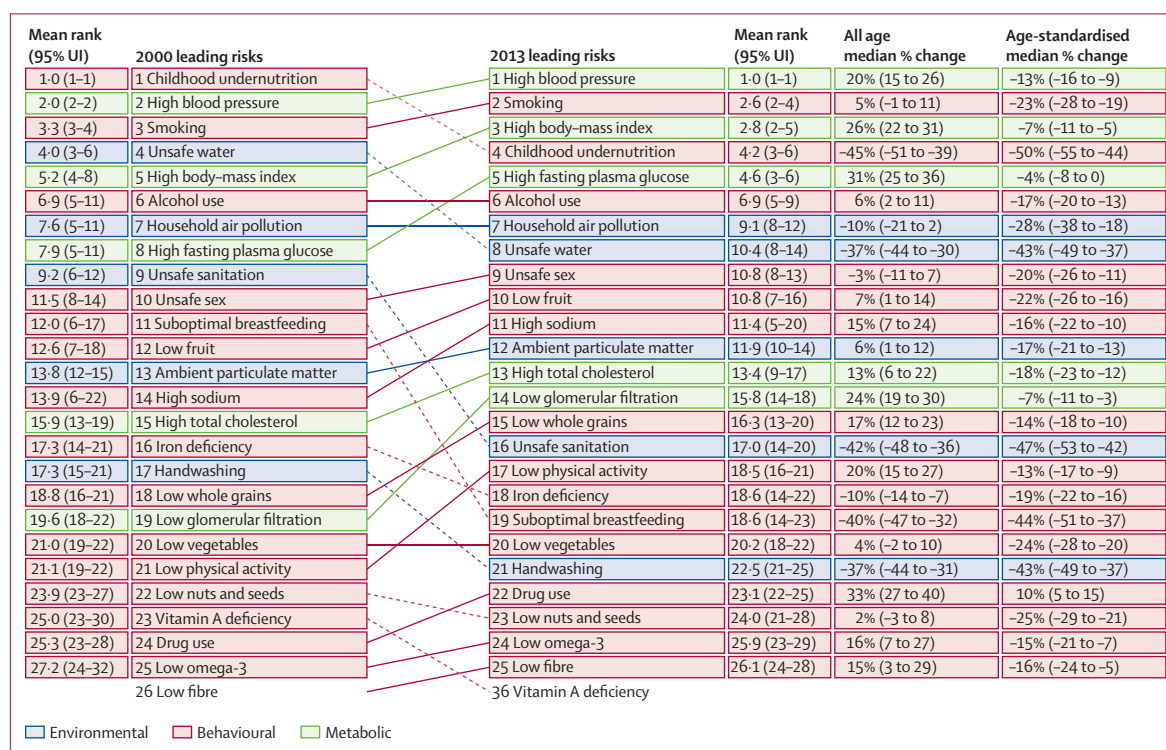 Mean rank (95% UI) 2000 leading risks 2013 leading risks Mean rank (95% UI) All age median % change Age-standardised median % change
1·0 (1–1) 1 Childhood undernutrition 1 High blood pressure 1·0 (1–1) 20% (15 to 26) –13% (–16 to –9)
2·0 (2–2) 2 High blood pressure 2 Smoking 2·6 (2–4) 5% (–1 to 11) –23% (–28 to –19)
3·3 (3–4) 3 Smoking 3 High body–mass index 2·8 (2–5) 26% (22 to 31) –7% (–11 to –5)
4·0 (3–6) 4 Unsafe water 4 Childhood undernutrition 4·2 (3–6) –45% (–51 to –39) –50% (–55 to –44)
5·2 (4–8) 5 High body–mass index 5 High fasting plasma glucose 4·6 (3–6) 31% (25 to 36) –4% (–8 to 0)
6·9 (5–11) 6 Alcohol use 6 Alcohol use 6·9 (5–9) 6% (2 to 11) –17% (–20 to –13)
7·6 (5–11) 7 Household air pollution 7 Household air pollution 9·1 (8–12) –10% (–21 to 2) –28% (–38 to –18)
7·9 (5–11) 8 High fasting plasma glucose 8 Unsafe water 10·4 (8–14) –37% (–44 to –30) –43% (–49 to –37)
9·2 (6–12) 9 Unsafe sanitation 9 Unsafe sex 10·8 (8–13) –3% (–11 to 7) –20% (–26 to –11)
11·5 (8–14) 10 Unsafe sex 10 Low fruit 10·8 (7–16) 7% (1 to 14) –22% (–26 to –16)
12·0 (6–17) 11 Suboptimal breastfeeding 11 High sodium 11·4 (5–20) 15% (7 to 24) –16% (–22 to –10)
12·6 (7–18) 12 Low fruit 12 Ambient particulate matter 11·9 (10–14) 6% (1 to 12) –17% (–21 to –13)
13·8 (12–15) 13 Ambient particulate matter 13 High total cholesterol 13·4 (9–17) 13% (6 to 22) –18% (–23 to –12)
13·9 (6–22) 14 High sodium 14 Low glomerular filtration 15·8 (14–18) 24% (19 to 30) –7% (–11 to –3)
15·9 (13–19) 15 High total cholesterol 15 Low whole grains 16·3 (13–20) 17% (12 to 23) –14% (–18 to –10)
17·3 (14–21) 16 Iron deficiency 16 Unsafe sanitation 17·0 (14–20) –42% (–48 to –36) –47% (–53 to –42)
17·3 (15–21) 17 Handwashing 17 Low physical activity 18·5 (16–21) 20% (15 to 27) –13% (–17 to –9)
18·8 (16–21) 18 Low whole grains 18 Iron deficiency 18·6 (14–22) –10% (–14 to –7) –19% (–22 to –16)
19·6 (18–22) 19 Low glomerular filtration 19 Suboptimal breastfeeding 18·6 (14–23) –40% (–47 to –32) –44% (–51 to –37)
21·0 (19–22) 20 Low vegetables 20 Low vegetables 20·2 (18–22) 4% (–2 to 10) –24% (–28 to –20)
21·1 (19–22) 21 Low physical activity 21 Handwashing 22·5 (21–25) –37% (–44 to –31) –43% (–49 to –37)
23·9 (23–27) 22 Low nuts and seeds 22 Drug use 23·1 (22–25) 33% (27 to 40) 10% (5 to 15)
25·0 (23–30) 23 Vitamin A deficiency 23 Low nuts and seeds 24·0 (21–28) 2% (–3 to 8) –25% (–29 to –21)
25·3 (23–28) 24 Drug use 24 Low omega-3 25·9 (23–29) 16% (7 to 27) –15% (–21 to –7)
27·2 (24–32) 25 Low omega-3 25 Low fibre 26·1 (24–28) 15% (3 to 29) –16% (–24 to –5)
26 Low fibre 36 Vitamin A deficiency
Environmental Behavioural Metabolic